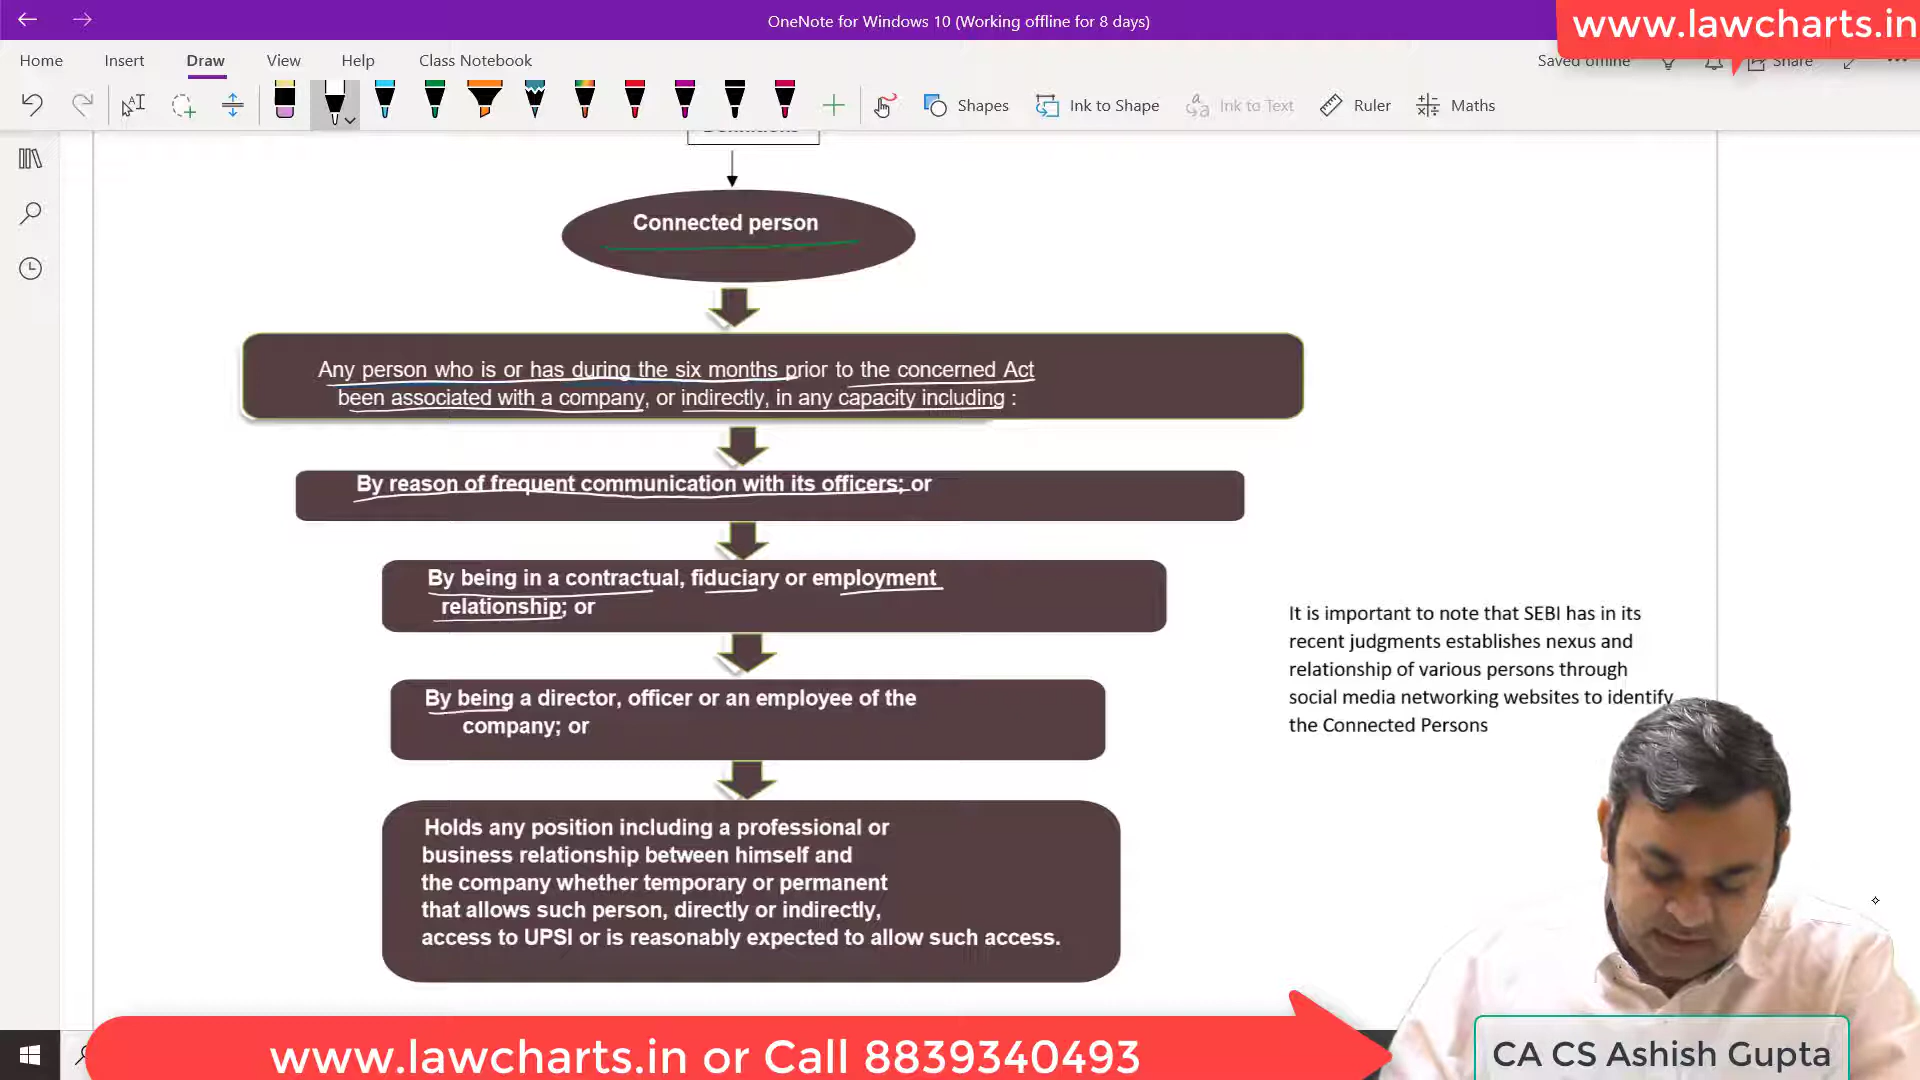 OneNote for Windows 10 (Working offline for 8 days)
www.lawcharts.in
Home Insert Draw View Help Class Notebook
Saved offline Share
Shapes Ink to Shape Ink to Text Ruler Maths
Definitions
Connected person
Any person who is or has during the six months prior to the concerned Act
been associated with a company, or indirectly, in any capacity including :
By reason of frequent communication with its officers; or
By being in a contractual, fiduciary or employment
relationship; or
By being a director, officer or an employee of the
company; or
Holds any position including a professional or
business relationship between himself and
the company whether temporary or permanent
that allows such person, directly or indirectly,
access to UPSI or is reasonably expected to allow such access.
It is important to note that SEBI has in its
recent judgments establishes nexus and
relationship of various persons through
social media networking websites to identify
the Connected Persons
www.lawcharts.in or Call 8839340493
CA CS Ashish Gupta